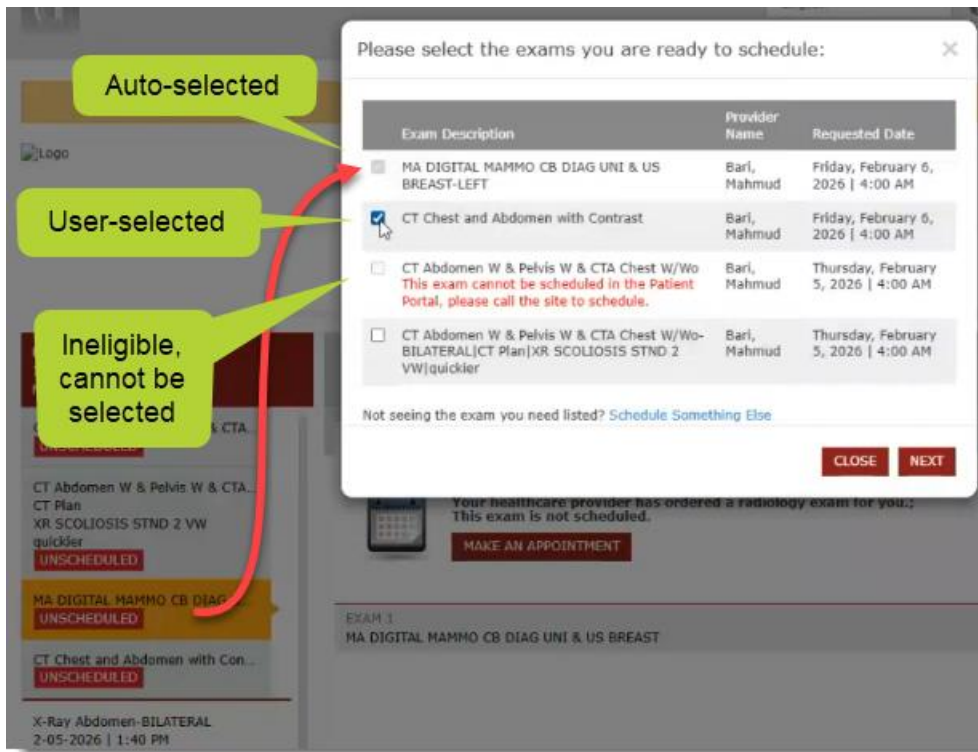 Please select the exams you are ready to schedule:
Auto-selected
Exam Description
Provider
Name
Requested Date
Logo
MA DIGITAL MAMMO CB DIAG UNI & US
BREAST-LEFT
Bari,
Mahmud
Friday, February 6,
2026 | 4:00 AM
User-selected
CT Chest and Abdomen with Contrast
Bari,
Mahmud
Friday, February 6,
2026 | 4:00 AM
CT Abdomen W & Pelvis W & CTA Chest W/Wo
This exam cannot be scheduled in the Patient
Portal, please call the site to schedule.
Bari,
Mahmud
Thursday, February
5, 2026 | 4:00 AM
Ineligible,
cannot be
selected
CT Abdomen W & Pelvis W & CTA Chest W/Wo-
BILATERAL|CT Plan|XR SCOLIOSIS STND 2
VW|quickier
Bari,
Mahmud
Thursday, February
5, 2026 | 4:00 AM
Not seeing the exam you need listed? Schedule Something Else
CLOSE
NEXT
& CTA...
UNSCHEDULED
CT Abdomen W & Pelvis W & CTA...
CT Plan
XR SCOLIOSIS STND 2 VW
quickier
UNSCHEDULED
Your healthcare provider has ordered a radiology exam for you.;
This exam is not scheduled.
MAKE AN APPOINTMENT
MA DIGITAL MAMMO CB DIAG
UNSCHEDULED
EXAM 1
MA DIGITAL MAMMO CB DIAG UNI & US BREAST
CT Chest and Abdomen with Con...
UNSCHEDULED
X-Ray Abdomen-BILATERAL
2-05-2026 | 1:40 PM